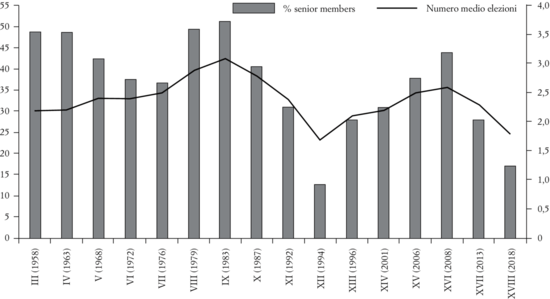 % senior members
Numero medio elezioni
55
50
45
40
35
30
25
20
15
10
5
0
4,0
3,5
3,0
2,5
2,0
1,5
1,0
0,5
0
III (1958)
IV (1963)
V (1968)
VI (1972)
VII (1976)
VIII (1979)
IX (1983)
X (1987)
XI (1992)
XII (1994)
XIII (1996)
XIV (2001)
XV (2006)
XVI (2008)
XVII (2013)
XVIII (2018)